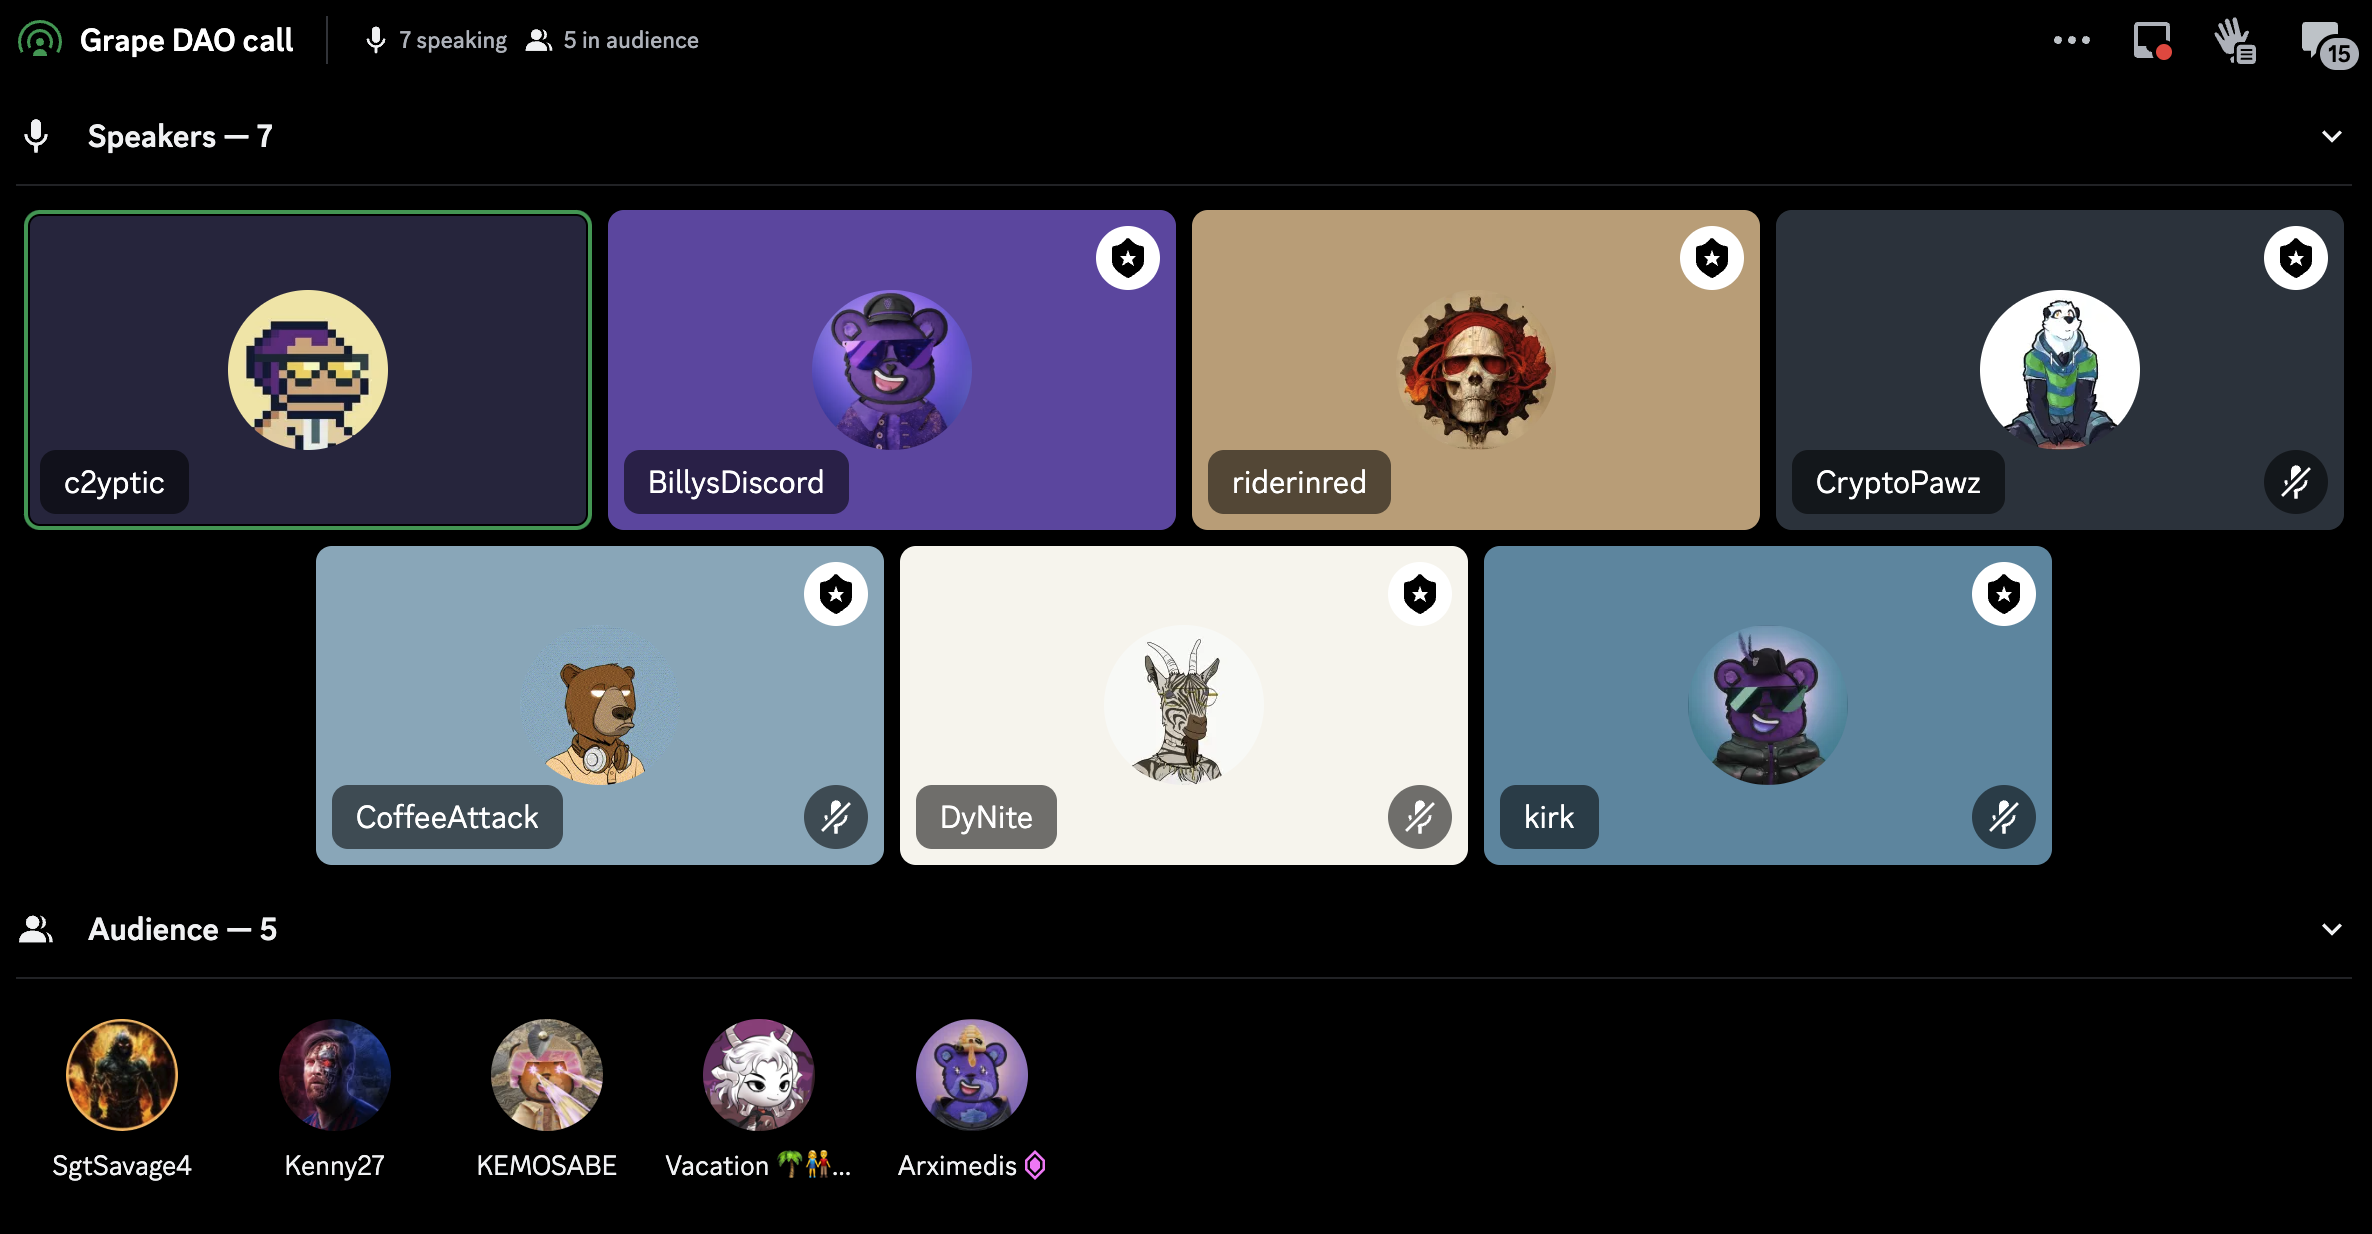 Grape DAO call
7 speaking
5 in audience
15
Speakers — 7
c2yptic
BillysDiscord
riderinred
CryptoPawz
CoffeeAttack
DyNite
kirk
Audience — 5
SgtSavage4
Kenny27
KEMOSABE
Vacation 🌴👫...
Arximedis